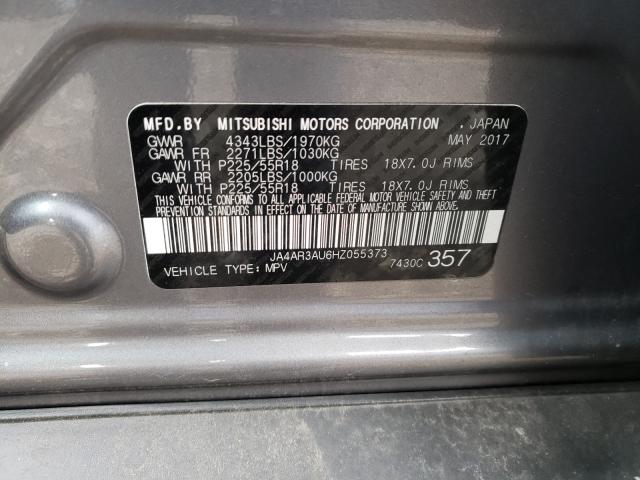 MFD.BY MITSUBISHI MOTORS CORPORATION . JAPAN
GVWR 4343LBS/1970KG MAY 2017
GAWR FR 2271LBS/1030KG
WITH P225/55R18 TIRES 18X7.0J RIMS
GAWR RR 2205LBS/1000KG
WITH P225/55R18 TIRES 18X7.0J RIMS
THIS VEHICLE CONFORMS TO ALL APPLICABLE FEDERAL MOTOR VEHICLE SAFETY AND THEFT
PREVENTION STANDARDS IN EFFECT ON THE DATE OF MANUFACTURE SHOWN ABOVE.
JA4AR3AU6HZ055373
VEHICLE TYPE: MPV 7430C 357